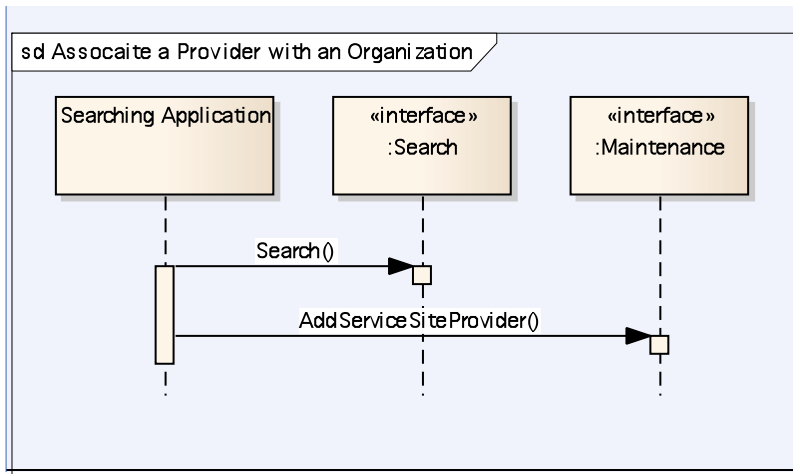 sd Assocaite a Provider with an Organization
Searching Application
«interface»
:Search
«interface»
:Maintenance
Search()
AddServiceSiteProvider()